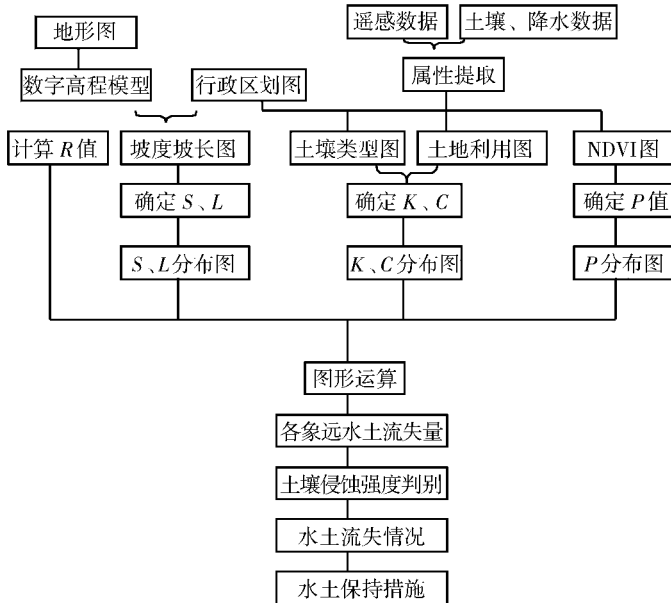 遥感数据 土壤、降水数据
地形图
数字高程模型 行政区划图 属性提取
计算R值 坡度坡长图 土壤类型图 土地利用图 NDVI图
确定S、L 确定K、C 确定P值
S、L分布图 K、C分布图 P分布图
图形运算
各象远水土流失量
土壤侵蚀强度判别
水土流失情况
水土保持措施